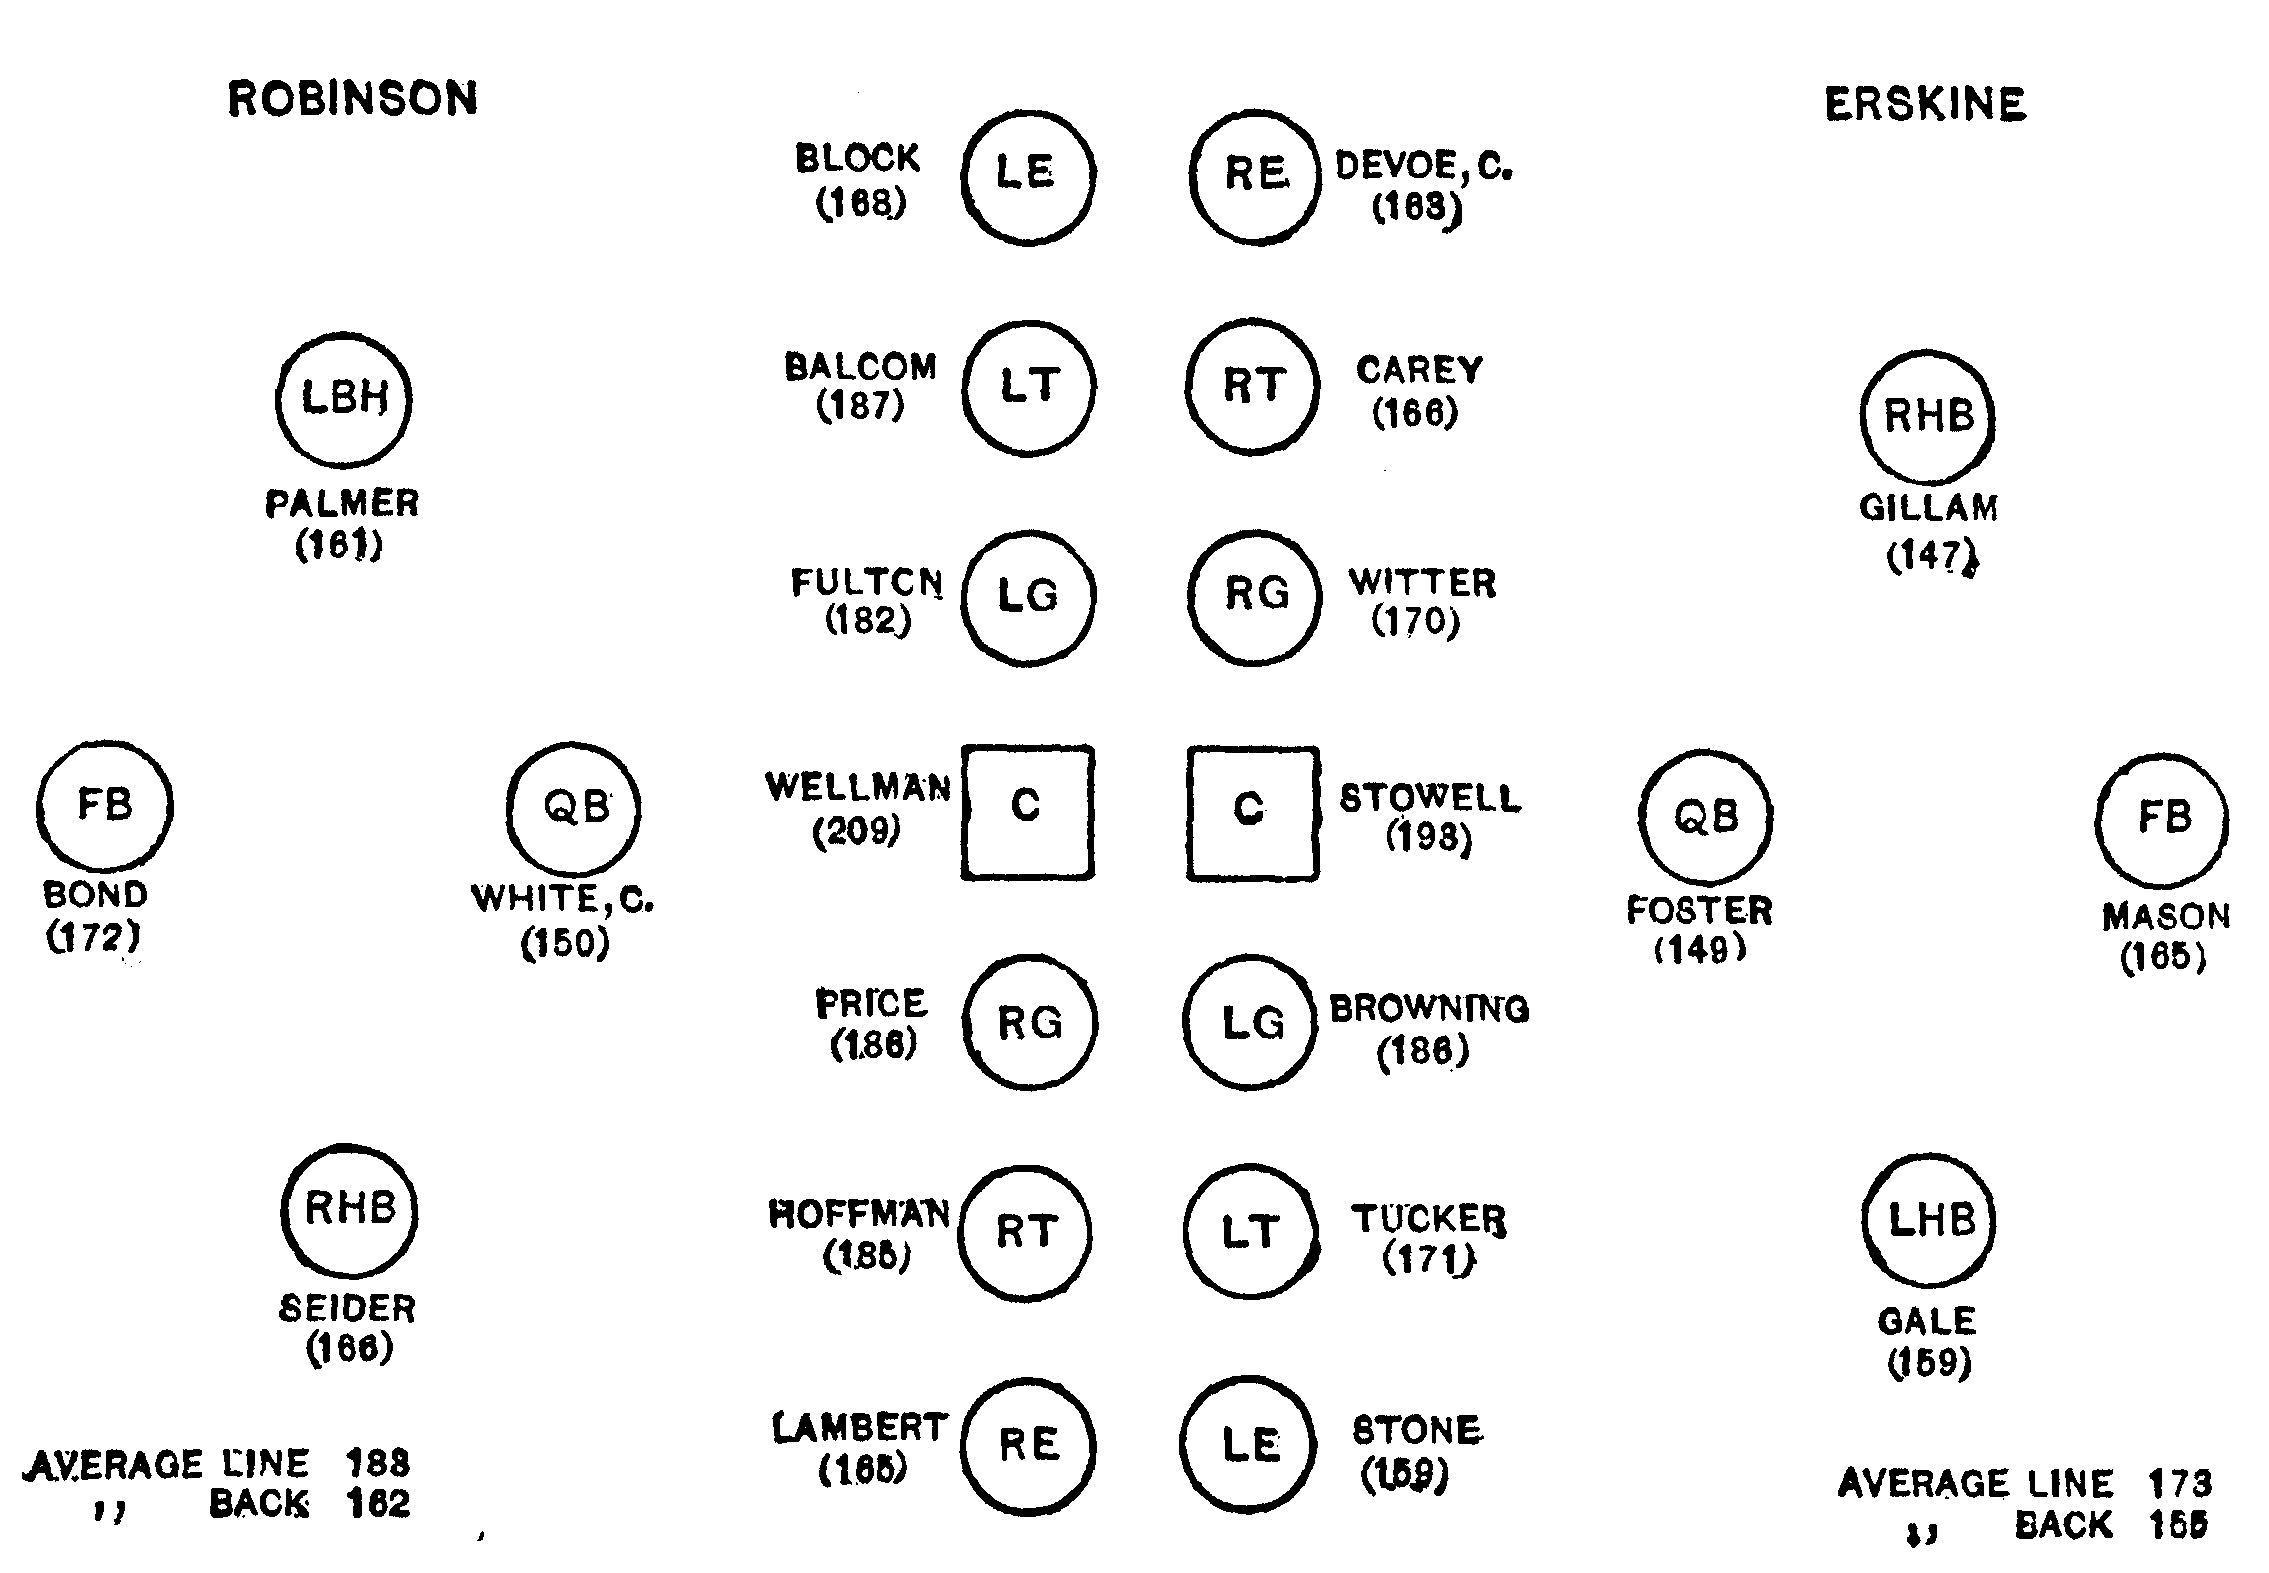 ROBINSON
ERSKINE
BLOCK
(168)
LE
RE
DEVOE, C.
(163)
LBH
PALMER
(161)
BALCOM
(187)
LT
RT
CAREY
(166)
RHB
GILLAM
(147)
FULTON
(182)
LG
RG
WITTER
(170)
FB
BOND
(172)
QB
WHITE, C.
(150)
WELLMAN
(209)
C
C
STOWELL
(193)
QB
FOSTER
(149)
FB
MASON
(165)
PRICE
(186)
RG
LG
BROWNING
(186)
RHB
SEIDER
(166)
HOFFMAN
(185)
RT
LT
TUCKER
(171)
LHB
GALE
(159)
LAMBERT
(165)
RE
LE
STONE
(159)
AVERAGE LINE 183
,, BACK 162
AVERAGE LINE 173
,, BACK 155